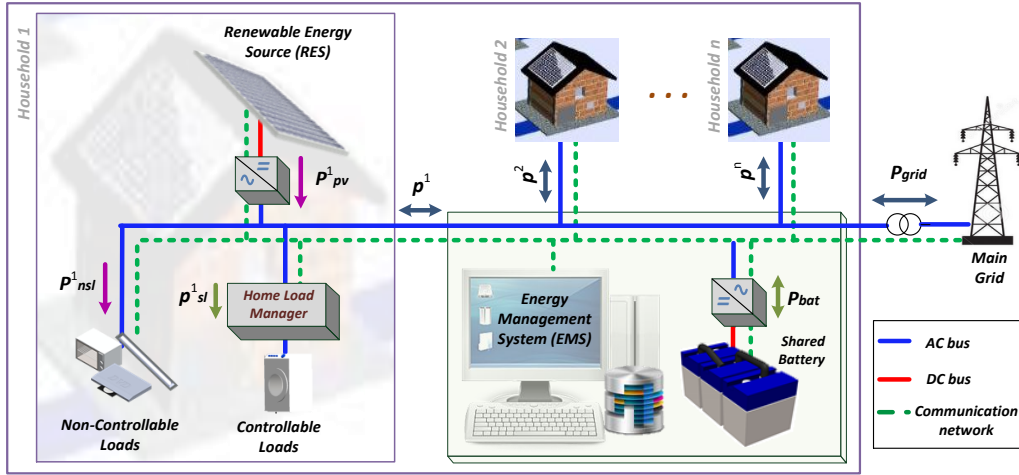 Household 1
Renewable Energy
Source (RES)
P¹pv
p¹
P¹nsl
p¹sl
Home Load
Manager
Non-Controllable
Loads
Controllable
Loads
Household 2
. . .
Household n
p²
pⁿ
Pgrid
Main
Grid
Energy
Management
System (EMS)
Pbat
Shared
Battery
AC bus
DC bus
Communication
network